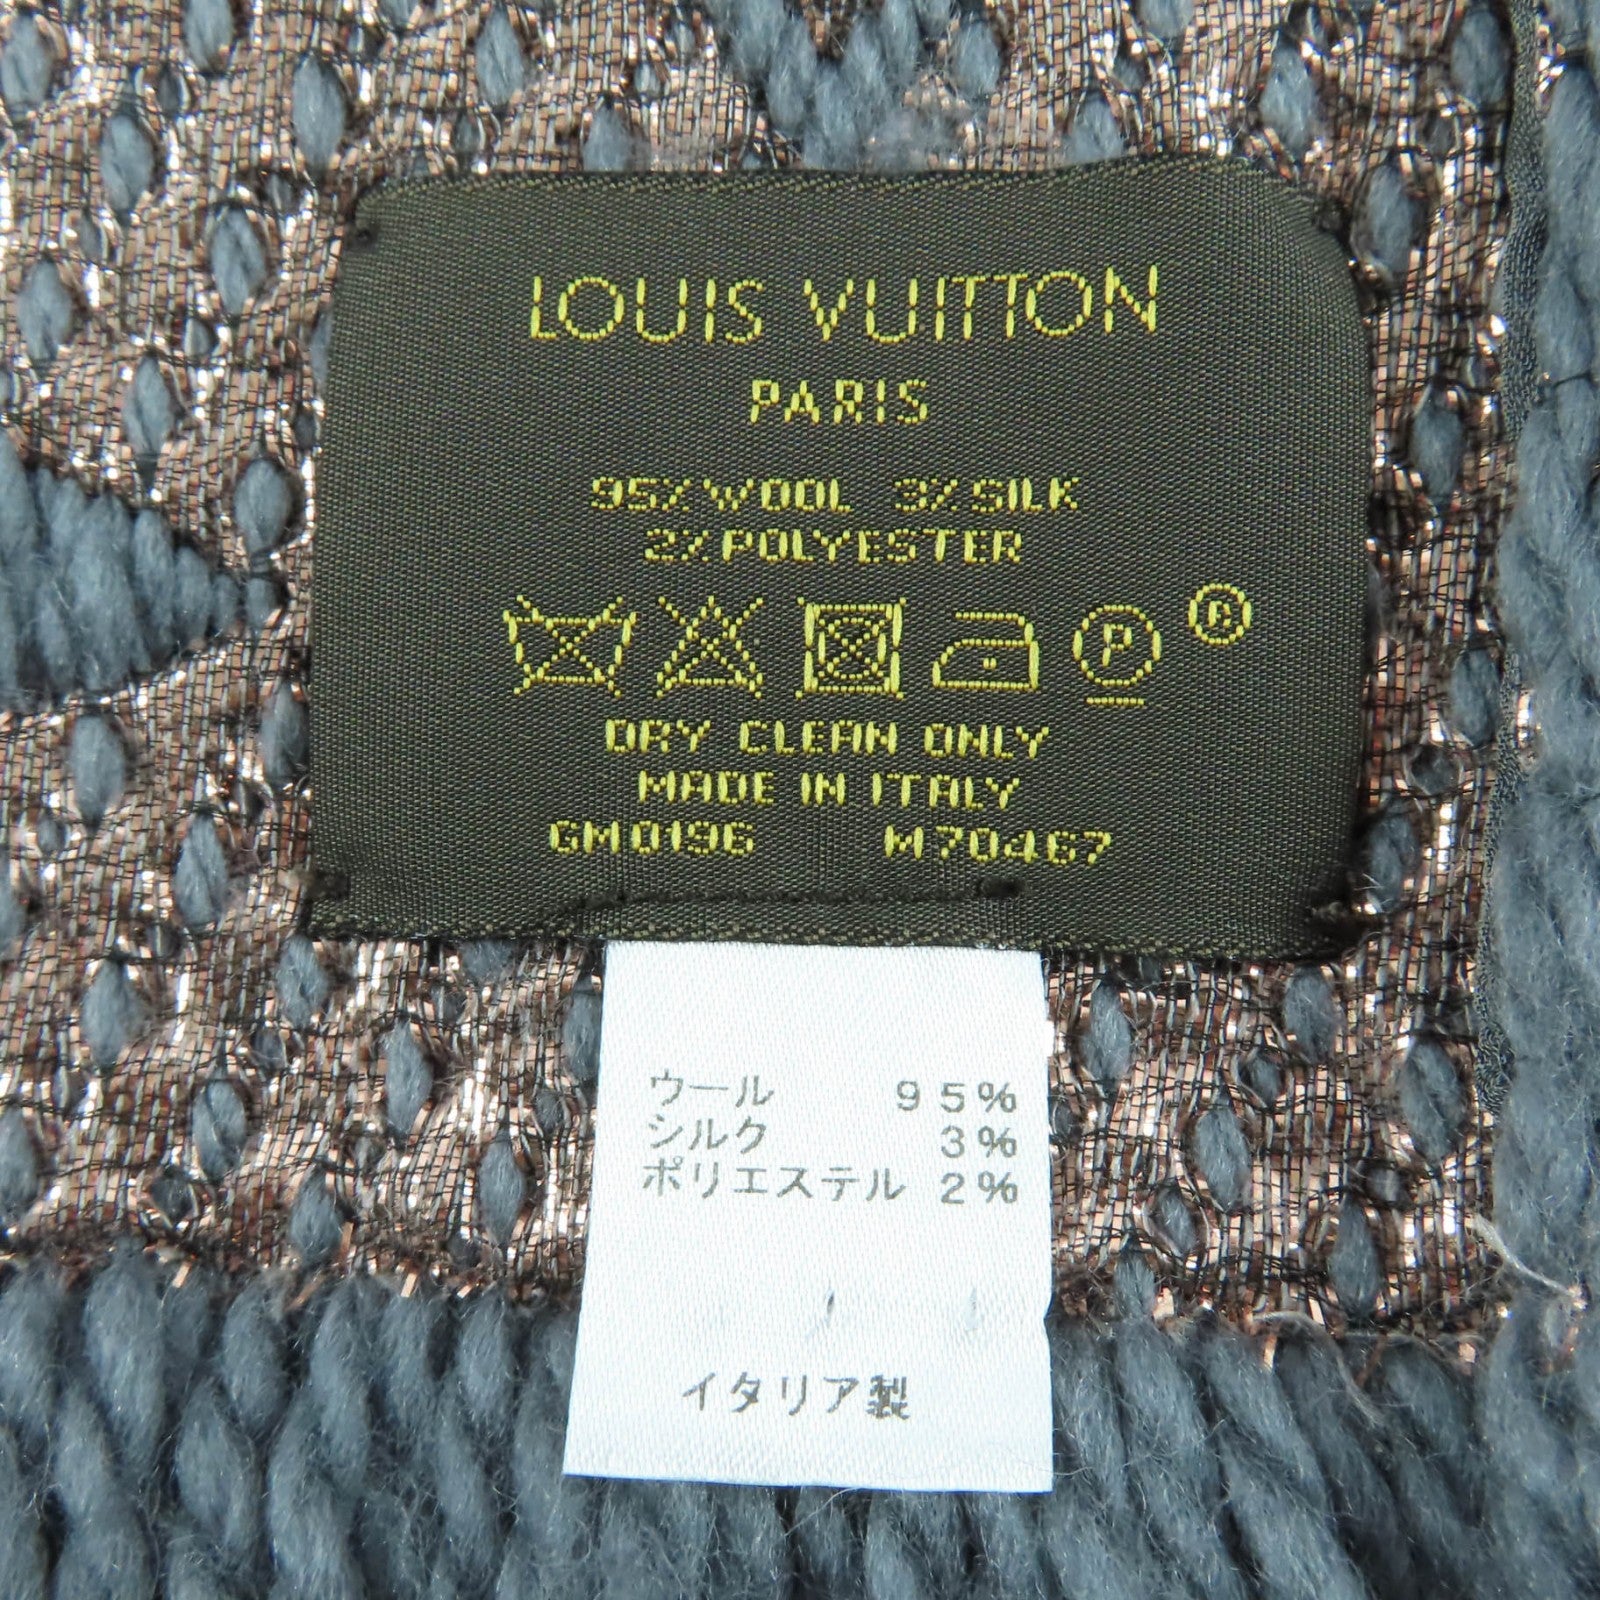 LOUIS VUITTON
PARIS
95% WOOL 3% SILK
2% POLYESTER
P ®
DRY CLEAN ONLY
MADE IN ITALY
GM0196 M70467
ウール 95%
シルク 3%
ポリエステル 2%
イタリア製